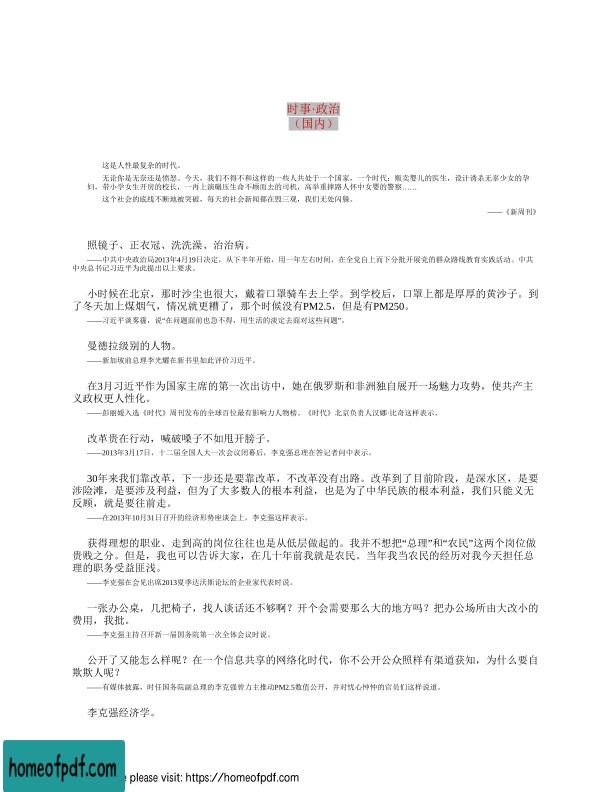 时事·政治
（国内）
这是人性最复杂的时代。
无论你是无奈还是愤怒。今天，我们不得不和这样的一些人共处于一个国家，一个时代：贩卖婴儿的医生，设计诱杀无辜少女的孕
妇，带小学女生开房的校长，一再上演碾压生命不顾而去的司机，高举重摔路人怀中女婴的警察……
这个社会的底线不断地被突破，每天的社会新闻都在毁三观，我们无处闪躲。
——《新周刊》
照镜子、正衣冠、洗洗澡、治治病。
——中共中央政治局2013年4月19日决定，从下半年开始，用一年左右时间，在全党自上而下分批开展党的群众路线教育实践活动。中共
中央总书记习近平为此提出以上要求。
小时候在北京，那时沙尘也很大，戴着口罩骑车去上学。到学校后，口罩上都是厚厚的黄沙子。到
了冬天加上煤烟气，情况就更糟了，那个时候没有PM2.5，但是有PM250。
——习近平谈雾霾，说“在问题面前也急不得，用生活的淡定去面对这些问题”。
曼德拉级别的人物。
——新加坡前总理李光耀在新书里如此评价习近平。
在3月习近平作为国家主席的第一次出访中，她在俄罗斯和非洲独自展开一场魅力攻势，使共产主
义政权更人性化。
——彭丽媛入选《时代》周刊发布的全球百位最有影响力人物榜。《时代》北京负责人汉娜·比奇这样表示。
改革贵在行动，喊破嗓子不如甩开膀子。
——2013年3月17日，十二届全国人大一次会议闭幕后，李克强总理在答记者问中表示。
30年来我们靠改革，下一步还是要靠改革，不改革没有出路。改革到了目前阶段，是深水区，是要
涉险滩，是要涉及利益，但为了大多数人的根本利益，也是为了中华民族的根本利益，我们只能义无
反顾，就是要往前走。
——在2013年10月31日召开的经济形势座谈会上，李克强这样表示。
获得理想的职业、走到高的岗位往往也是从低层做起的。我并不想把“总理”和“农民”这两个岗位做
贵贱之分。但是，我也可以告诉大家，在几十年前我就是农民。当年我当农民的经历对我今天担任总
理的职务受益匪浅。
——李克强在会见出席2013夏季达沃斯论坛的企业家代表时说。
一张办公桌，几把椅子，找人谈话还不够啊？开个会需要那么大的地方吗？把办公场所由大改小的
费用，我批。
——李克强主持召开新一届国务院第一次全体会议时说。
公开了又能怎么样呢？在一个信息共享的网络化时代，你不公开公众照样有渠道获知，为什么要自
欺欺人呢？
——有媒体披露，时任国务院副总理的李克强曾力主推动PM2.5数值公开，并对忧心忡忡的官员们这样说道。
李克强经济学。
homeofpdf.com
e please visit: https://homeofpdf.com